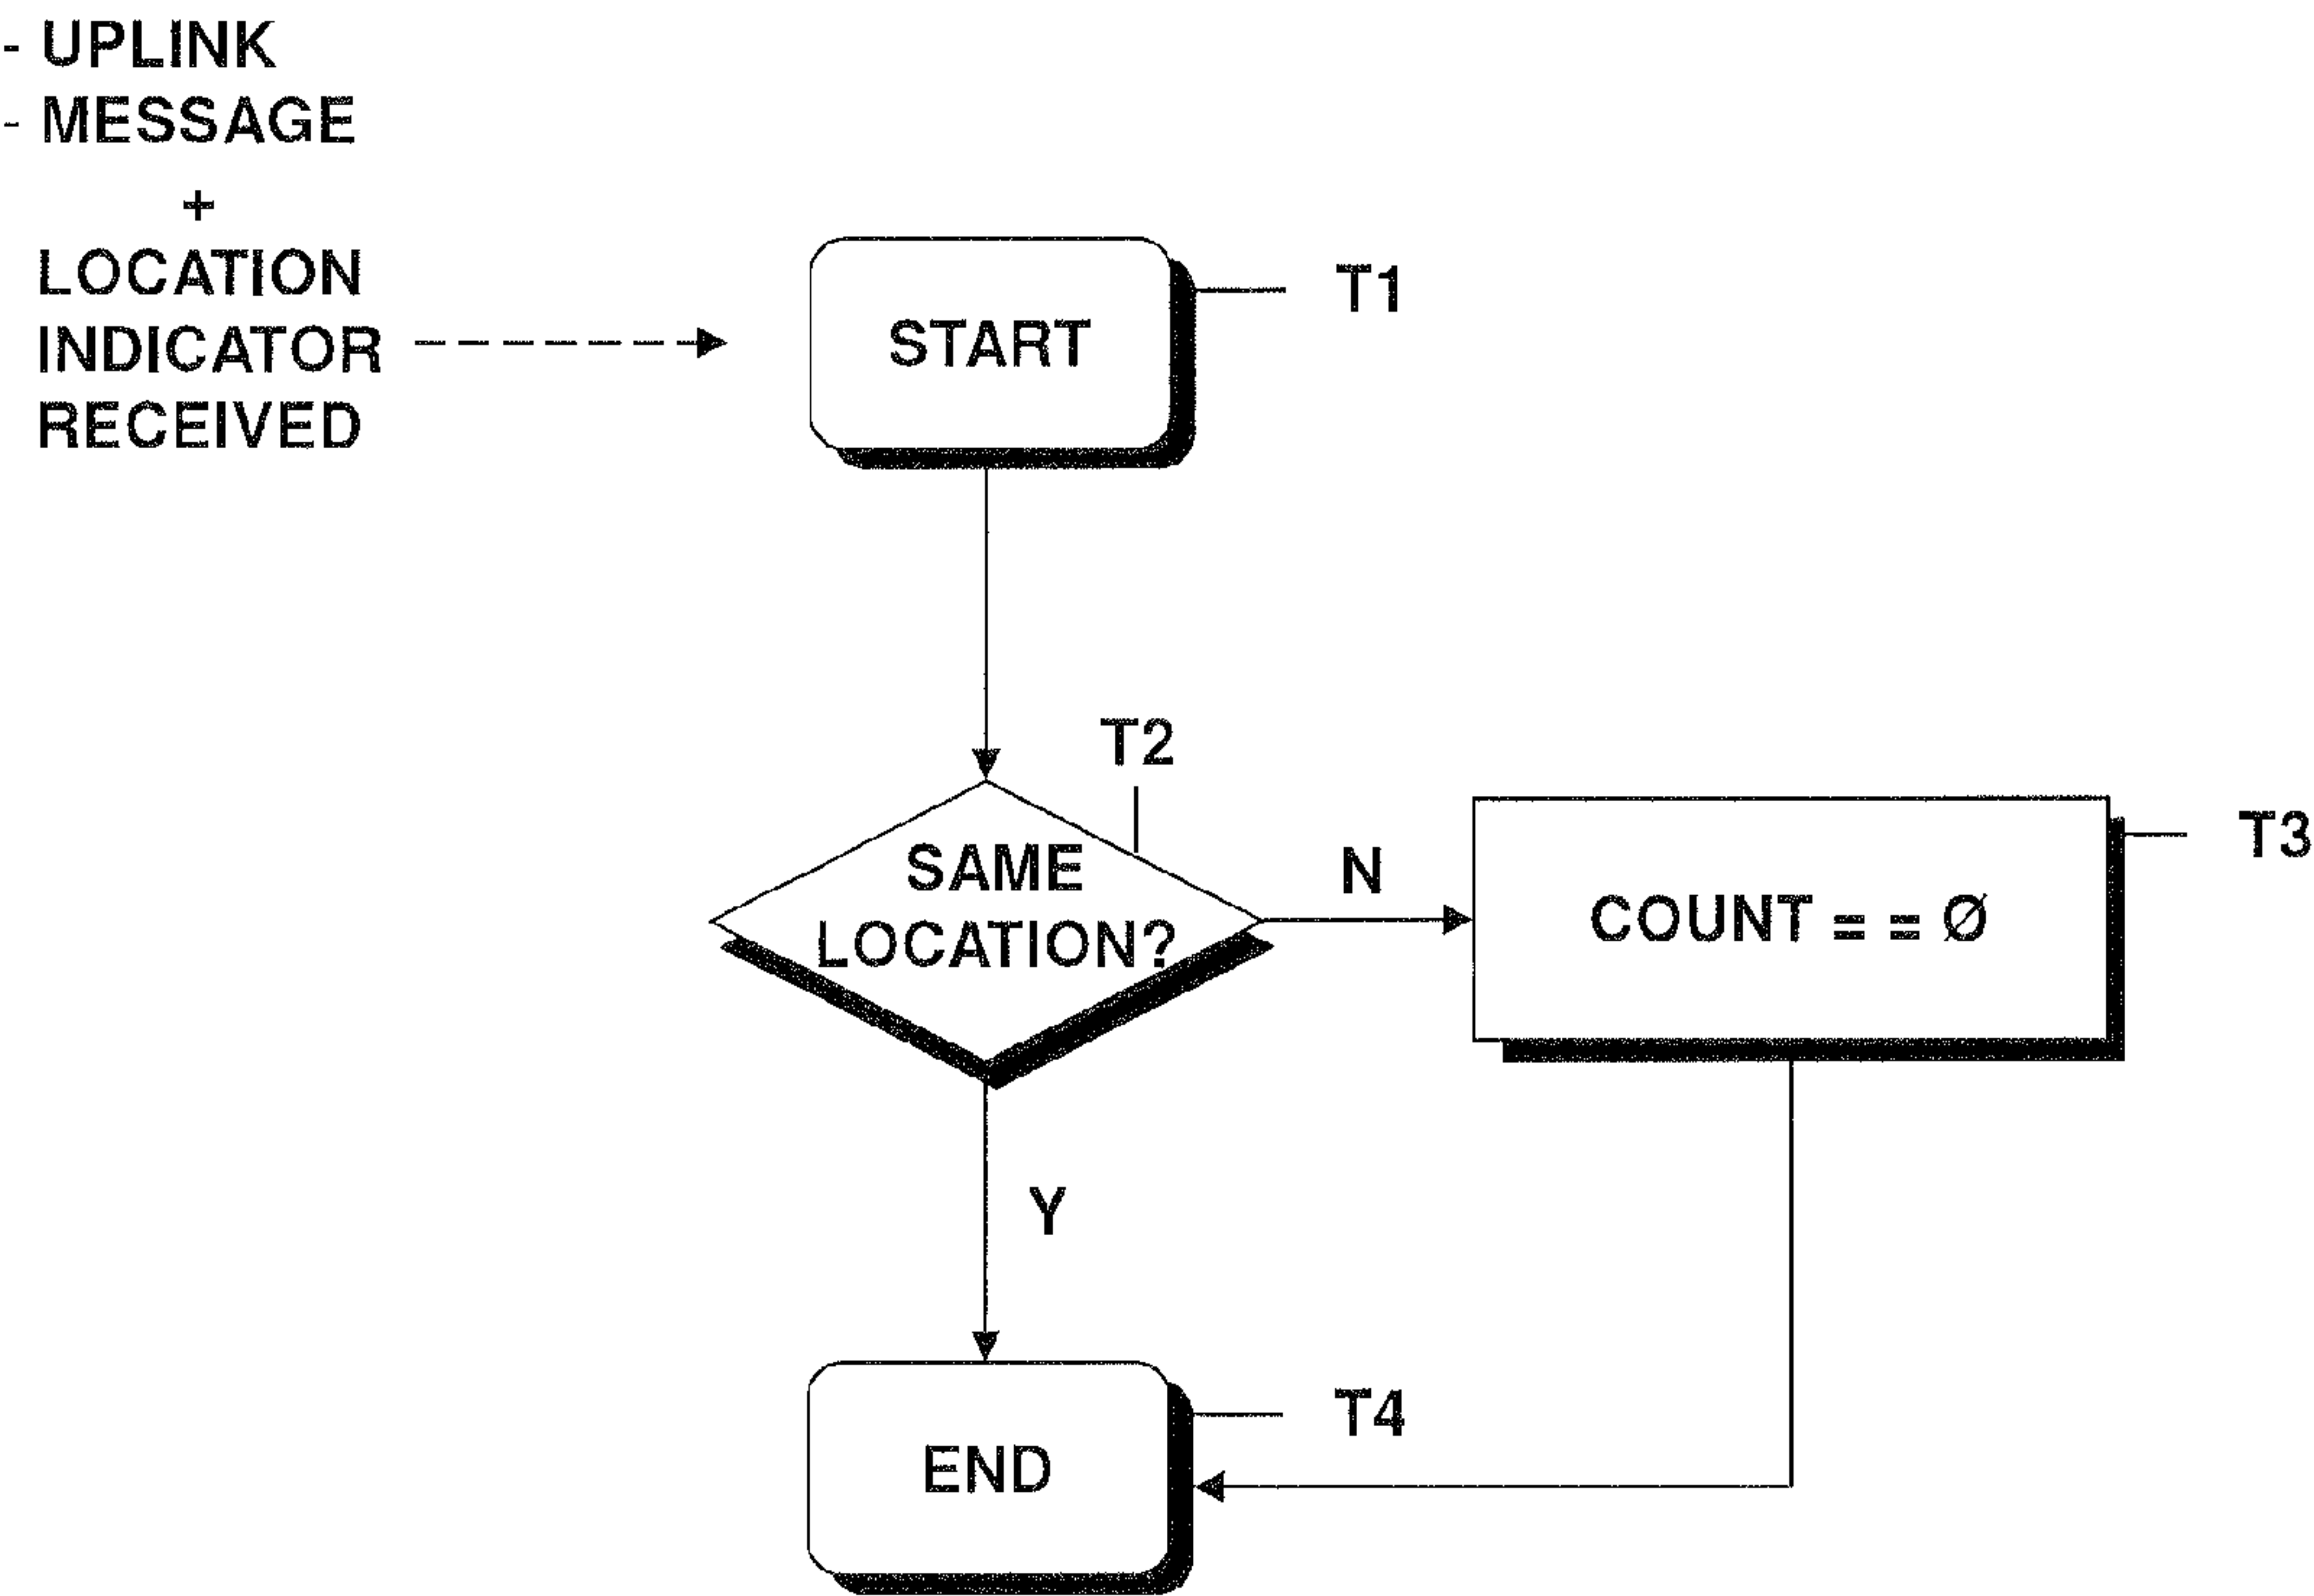 - UPLINK
- MESSAGE
+
LOCATION
INDICATOR
RECEIVED
START
T1
T2
SAME
LOCATION?
N
COUNT = = Ø
T3
Y
END
T4